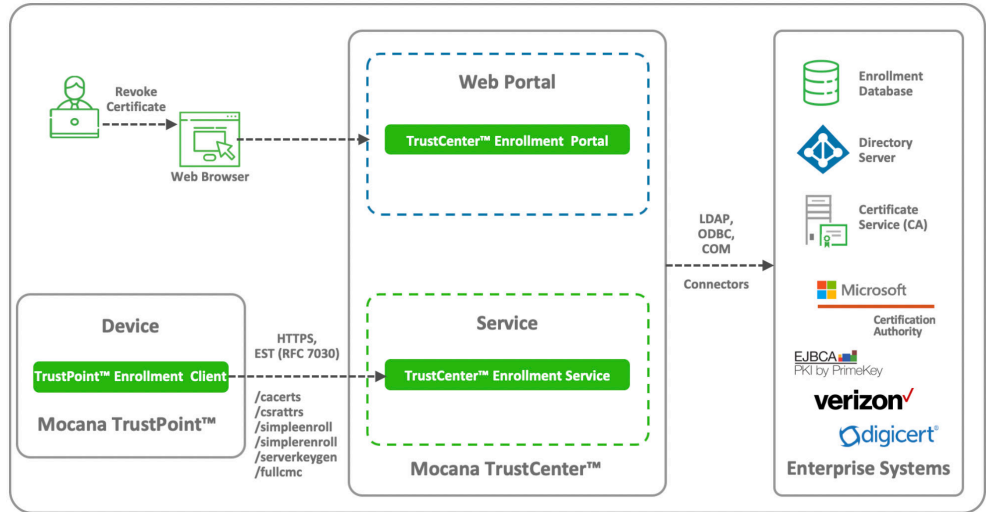 Revoke
Certificate
Web Browser
Web Portal
TrustCenter™ Enrollment Portal
Device
TrustPoint™ Enrollment Client
Mocana TrustPoint™
HTTPS,
EST (RFC 7030)
/cacerts
/csrattrs
/simpleenroll
/simplerenroll
/serverkeygen
/fullcmc
Service
TrustCenter™ Enrollment Service
Mocana TrustCenter™
LDAP,
ODBC,
COM
Connectors
Enrollment
Database
Directory
Server
Certificate
Service (CA)
Microsoft
Certification
Authority
EJBCA
PKI by PrimeKey
verizon✓
digicert®
Enterprise Systems